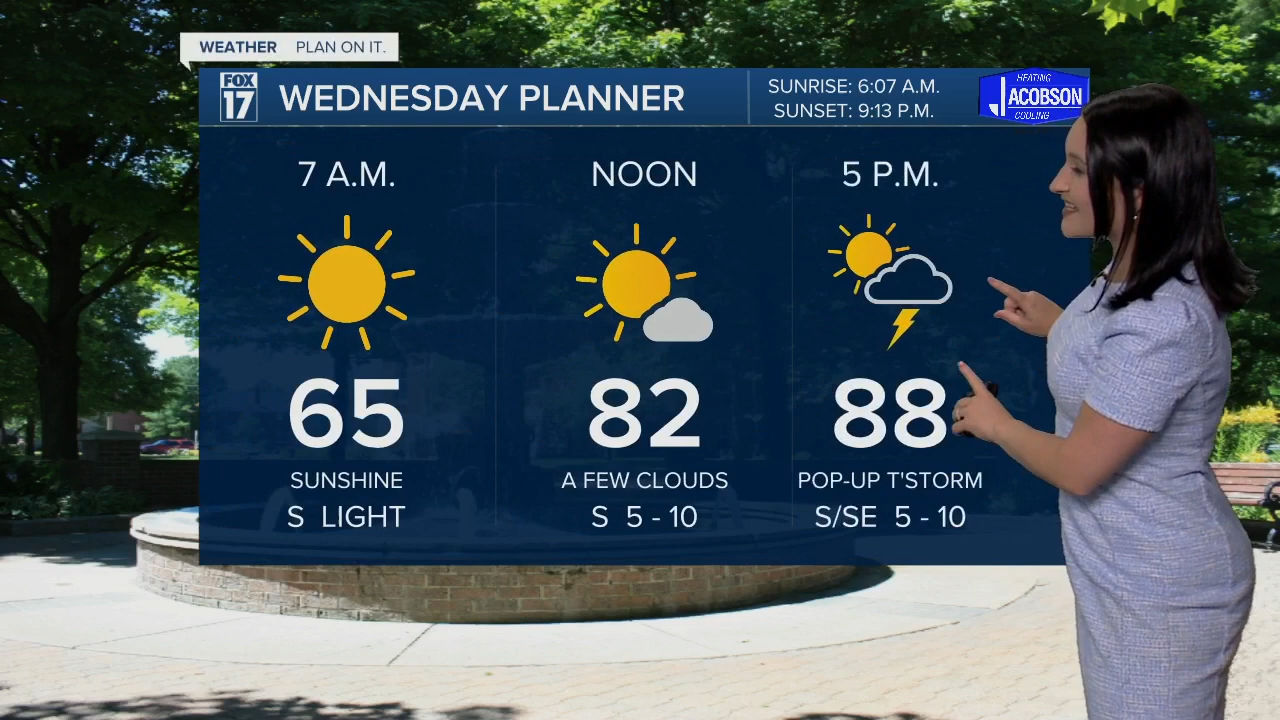 WEATHER PLAN ON IT.
FOX
17
WEDNESDAY PLANNER
SUNRISE: 6:07 A.M.
SUNSET: 9:13 P.M.
HEATING
JACOBSON
COOLING
7 A.M.
65
SUNSHINE
S LIGHT
NOON
82
A FEW CLOUDS
S 5 - 10
5 P.M.
88
POP-UP T'STORM
S/SE 5 - 10